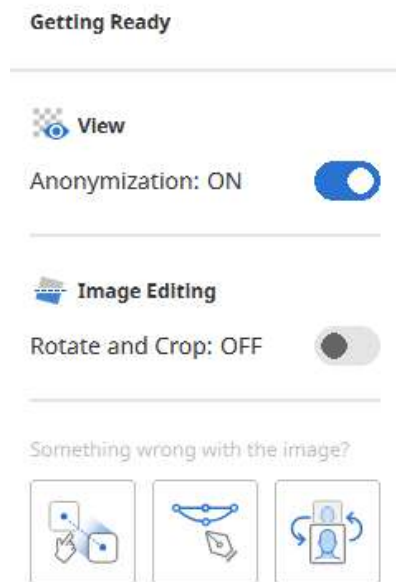 Getting Ready
View
Anonymization: ON
Image Editing
Rotate and Crop: OFF
Something wrong with the image?